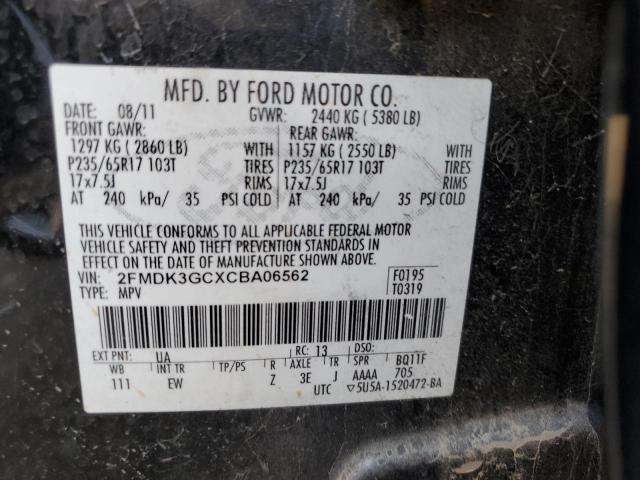 MFD. BY FORD MOTOR CO.
DATE: 08/11 GVWR: 2440 KG ( 5380 LB)
FRONT GAWR: REAR GAWR:
1297 KG ( 2860 LB) WITH 1157 KG ( 2550 LB) WITH
P235/65R17 103T TIRES P235/65R17 103T TIRES
17x7.5J RIMS 17x7.5J RIMS
AT 240 kPa/ 35 PSI COLD AT 240 kPa/ 35 PSI COLD
THIS VEHICLE CONFORMS TO ALL APPLICABLE FEDERAL MOTOR
VEHICLE SAFETY AND THEFT PREVENTION STANDARDS IN
EFFECT ON THE DATE OF MANUFACTURE SHOWN ABOVE.
VIN: 2FMDK3GCXCBA06562 F0195
TYPE: MPV T0319
EXT PNT: UA RC: 13 BQ11F
WB INT TR TP/PS R AXLE TR SPR
111 EW Z 3E J AAAA 705
UTC ▽5U5A-1520472-BA